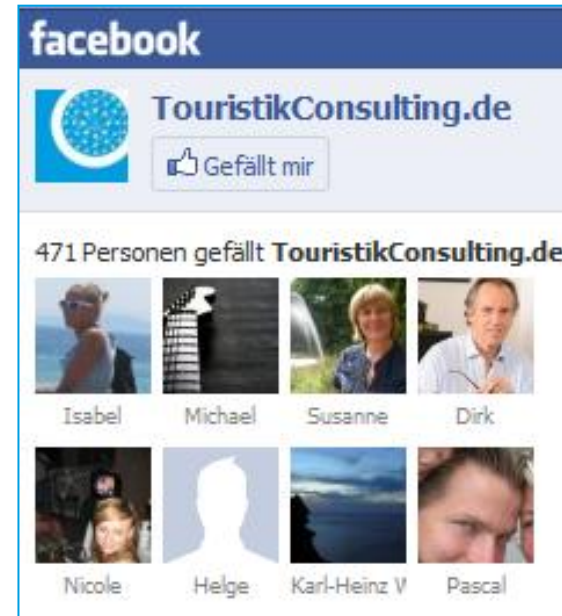 facebook
TouristikConsulting.de
Gefällt mir
471 Personen gefällt TouristikConsulting.de
Isabel Michael Susanne Dirk
Nicole Helge Karl-Heinz Pascal